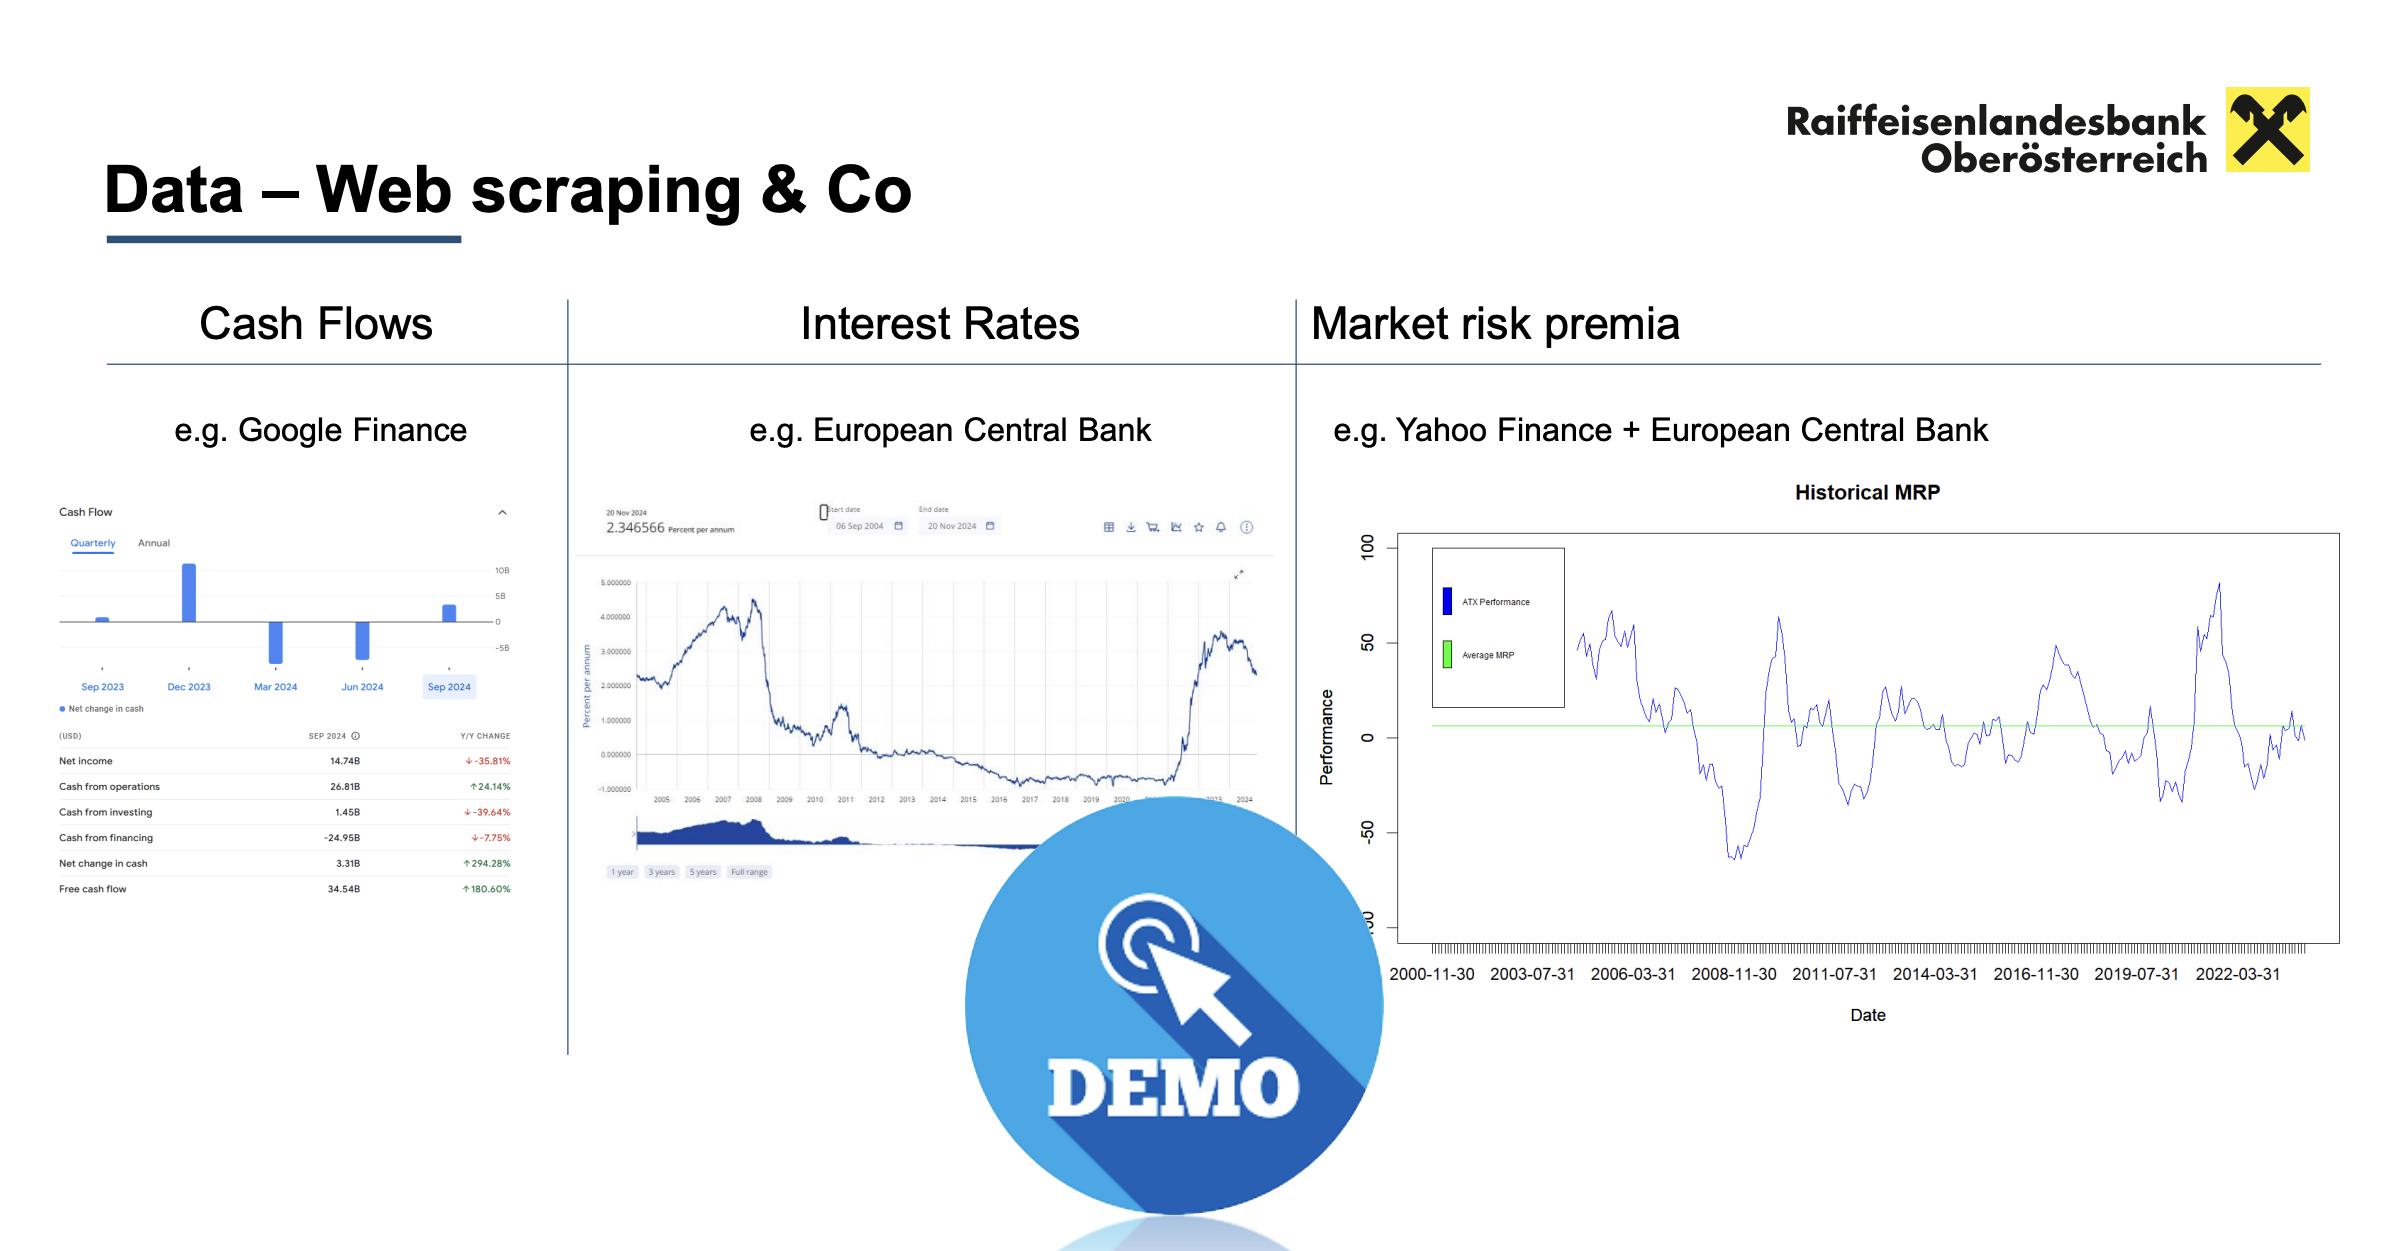 Raiffeisenlandesbank
Oberösterreich
Data – Web scraping & Co
Cash Flows
Interest Rates
Market risk premia
e.g. Google Finance
e.g. European Central Bank
e.g. Yahoo Finance + European Central Bank
Cash Flow
Quarterly Annual
10B
5B
0
-5B
Sep 2023 Dec 2023 Mar 2024 Jun 2024 Sep 2024
Net change in cash
(USD) SEP 2024 Y/Y CHANGE
Net income 14.74B -35.81%
Cash from operations 26.81B 24.14%
Cash from investing 1.45B -39.64%
Cash from financing -24.95B -7.75%
Net change in cash 3.31B 294.28%
Free cash flow 34.54B 180.60%
20 Nov 2024
2.346566 Percent per annum
Start date End date
06 Sep 2004 20 Nov 2024
Percent per annum
5.000000
4.000000
3.000000
2.000000
1.000000
0.000000
-1.000000
2005 2006 2007 2008 2009 2010 2011 2012 2013 2014 2015 2016 2017 2018 2019 2020 2023 2024
1 year 3 years 5 years Full range
Historical MRP
Performance
100
50
0
-50
ATX Performance
Average MRP
2000-11-30 2003-07-31 2006-03-31 2008-11-30 2011-07-31 2014-03-31 2016-11-30 2019-07-31 2022-03-31
Date
DEMO